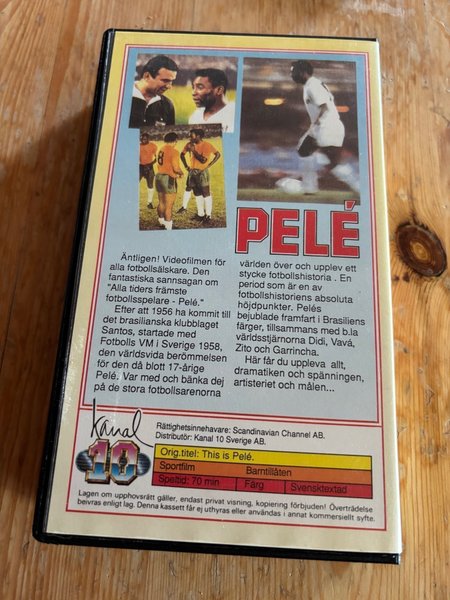 PELÉ
Äntligen! Videofilmen för
alla fotbollsälskare. Den
fantastiska sannsagan om
"Alla tiders främste
fotbollsspelare - Pelé."
Efter att 1956 ha kommit till
det brasilianska klubblaget
Santos, startade med
Fotbolls VM i Sverige 1958,
den världsvida berömmelsen
för den då blott 17-årige
Pelé. Var med och bänka dej
på de stora fotbollsarenorna
världen över och upplev ett
stycke fotbollshistoria . En
period som är en av
fotbollshistoriens absoluta
höjdpunkter. Pelés
bejublade framfart i Brasiliens
färger, tillsammans med b.la
världsstjärnorna Didi, Vavá,
Zito och Garrincha.
Här får du uppleva allt,
dramatiken och spänningen,
artisteriet och målen...
Kanal
10
Rättighetsinnehavare: Scandinavian Channel AB.
Distributör: Kanal 10 Sverige AB.
Orig.titel: This is Pelé.
Sportfilm Barntillåten
Speltid: 70 min Färg Svensktextad
Lagen om upphovsrätt gäller, endast privat visning, kopiering förbjuden! Överträdelse
beivras enligt lag. Denna kassett får ej uthyras eller användas i annat kommersiellt syfte.
8